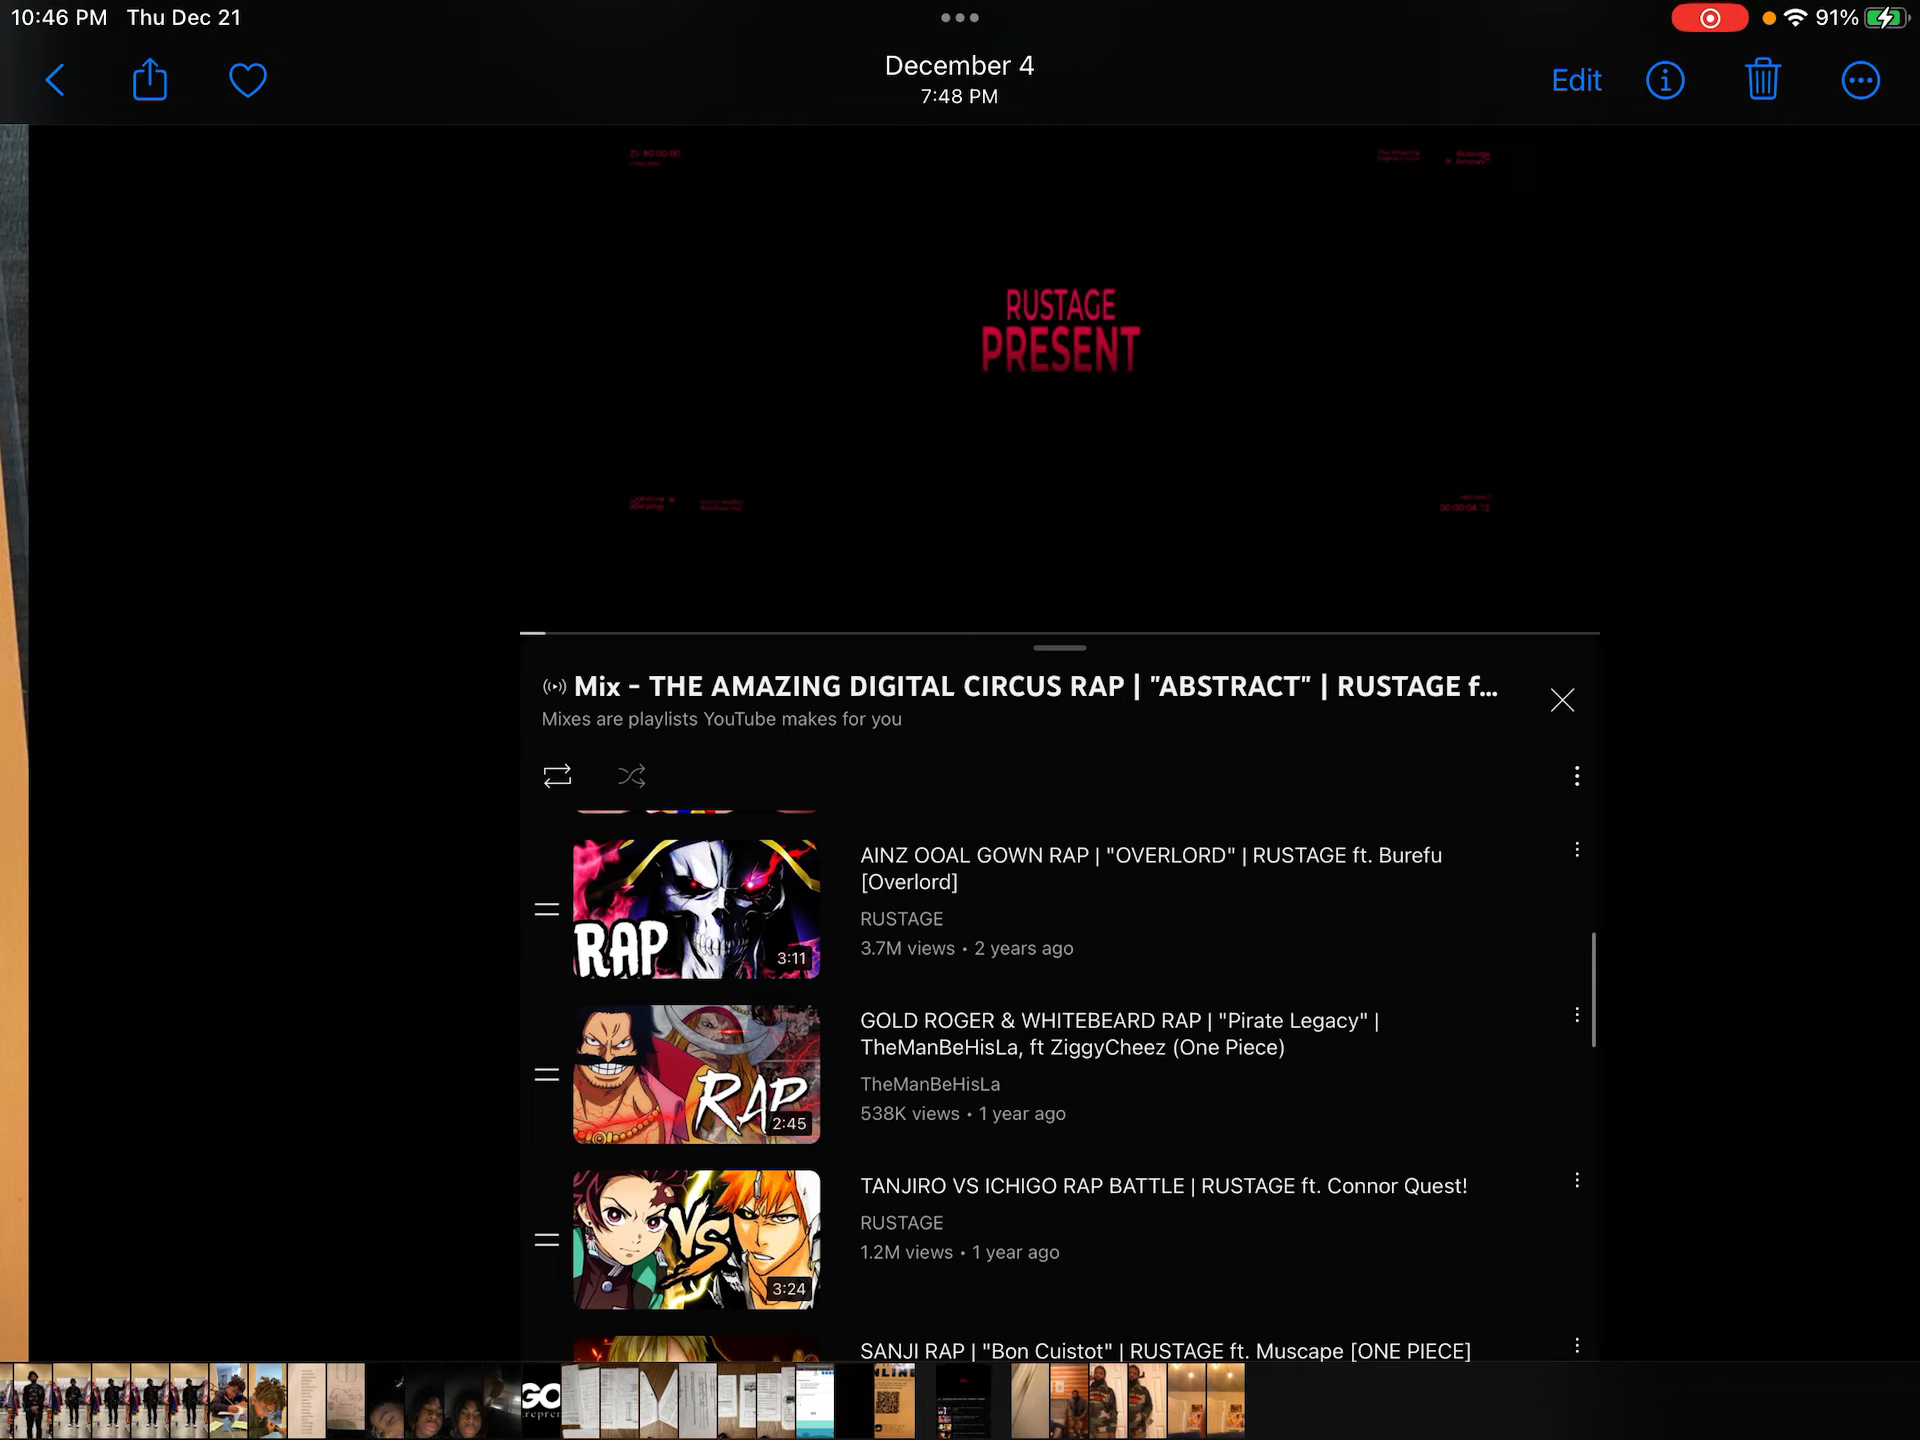 10:46 PM Thu Dec 21
91%
December 4
7:48 PM
Edit
RUSTAGE
PRESENT
Mix - THE AMAZING DIGITAL CIRCUS RAP | "ABSTRACT" | RUSTAGE f...
Mixes are playlists YouTube makes for you
RAP
3:11
AINZ OOAL GOWN RAP | "OVERLORD" | RUSTAGE ft. Burefu
[Overlord]
RUSTAGE
3.7M views • 2 years ago
RAP
2:45
GOLD ROGER & WHITEBEARD RAP | "Pirate Legacy" |
TheManBeHisLa, ft ZiggyCheez (One Piece)
TheManBeHisLa
538K views • 1 year ago
VS
3:24
TANJIRO VS ICHIGO RAP BATTLE | RUSTAGE ft. Connor Quest!
RUSTAGE
1.2M views • 1 year ago
SANJI RAP | "Bon Cuistot" | RUSTAGE ft. Muscape [ONE PIECE]